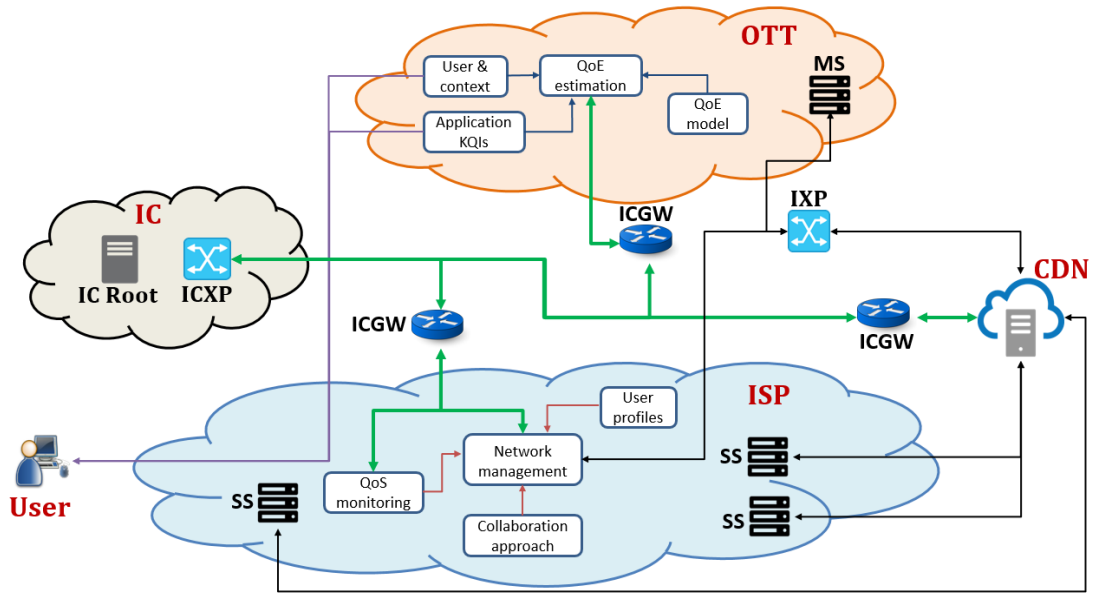 OTT
MS
User &
context
QoE
estimation
QoE
model
Application
KQIs
IC
IC Root
ICXP
ICGW
IXP
CDN
ICGW
ICGW
ISP
User
profiles
Network
management
QoS
monitoring
Collaboration
approach
SS
SS
SS
User